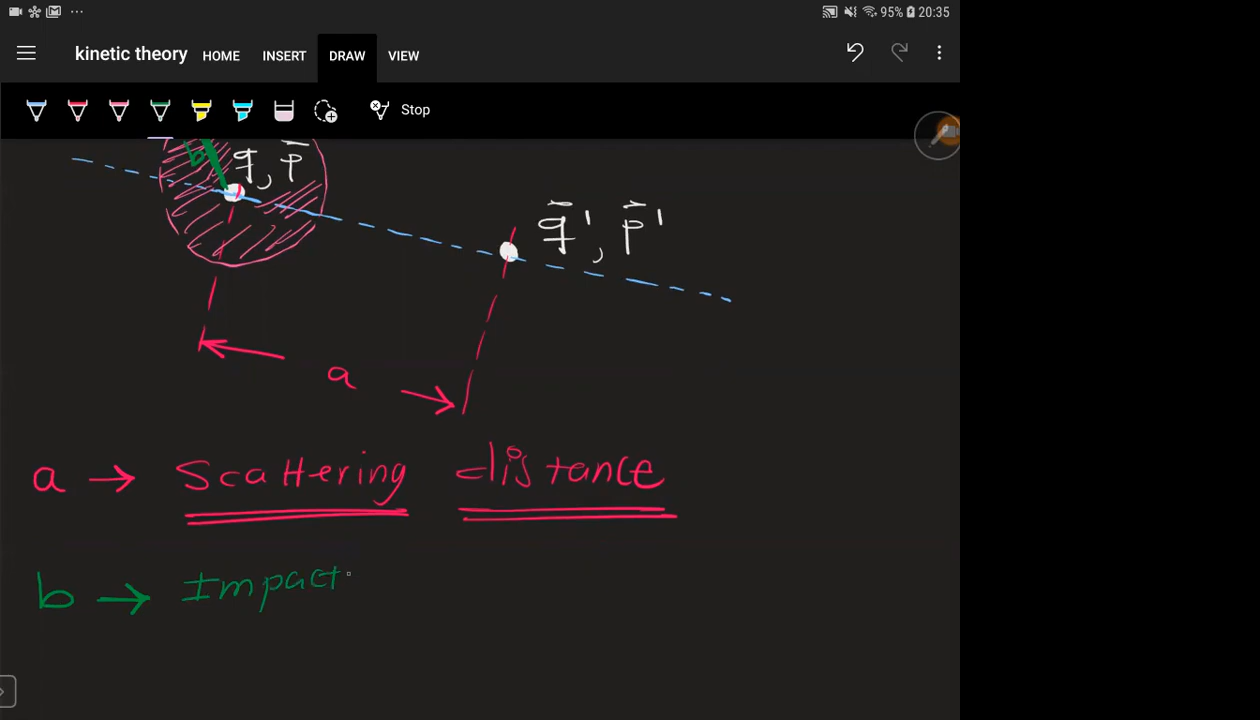 95% 20:35
kinetic theory HOME INSERT DRAW VIEW
Stop
b
q, p̄
q̄', p̄'
a
a → Scattering distance
b → Impact